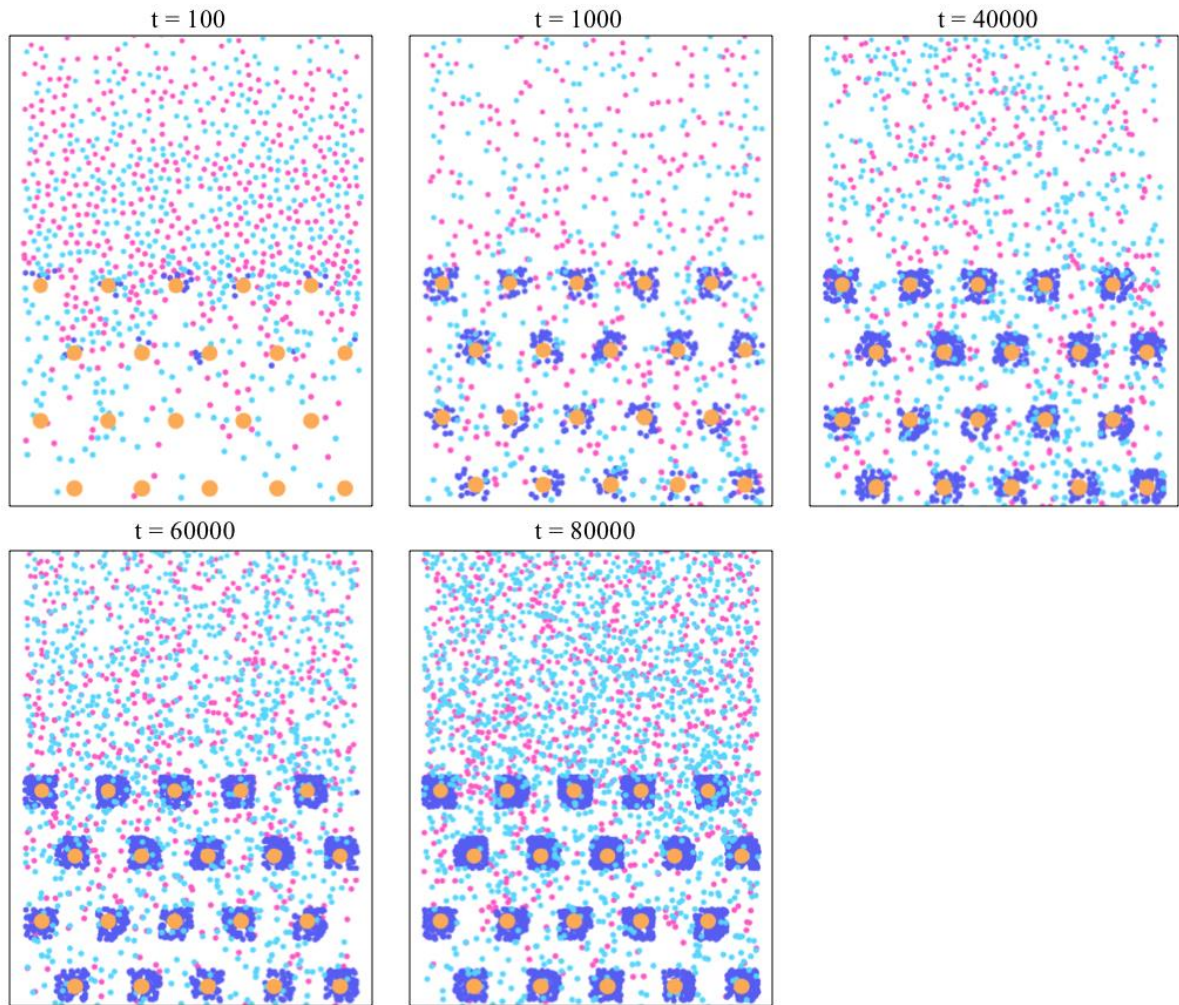 t = 100
t = 1000
t = 40000
t = 60000
t = 80000